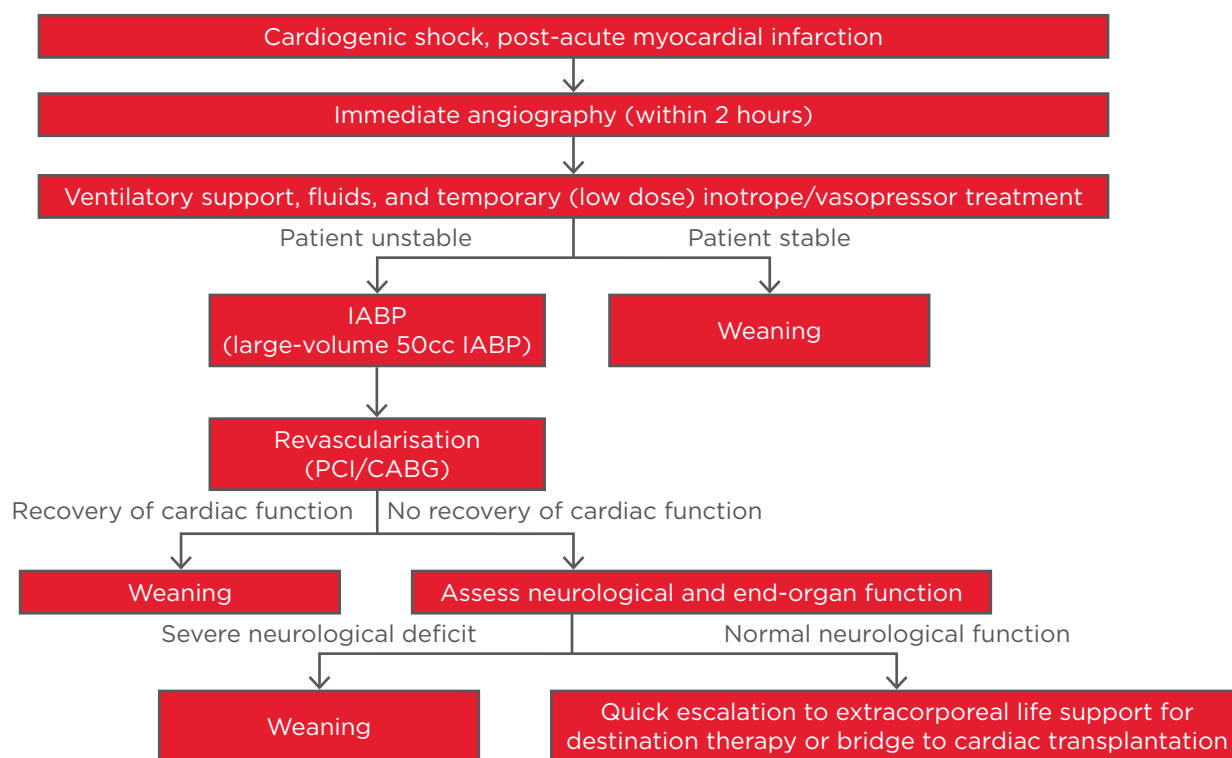 Cardiogenic shock, post-acute myocardial infarction
Immediate angiography (within 2 hours)
Ventilatory support, fluids, and temporary (low dose) inotrope/vasopressor treatment
Patient unstable
Patient stable
IABP
(large-volume 50cc IABP)
Weaning
Revascularisation
(PCI/CABG)
Recovery of cardiac function
No recovery of cardiac function
Weaning
Assess neurological and end-organ function
Severe neurological deficit
Normal neurological function
Weaning
Quick escalation to extracorporeal life support for
destination therapy or bridge to cardiac transplantation